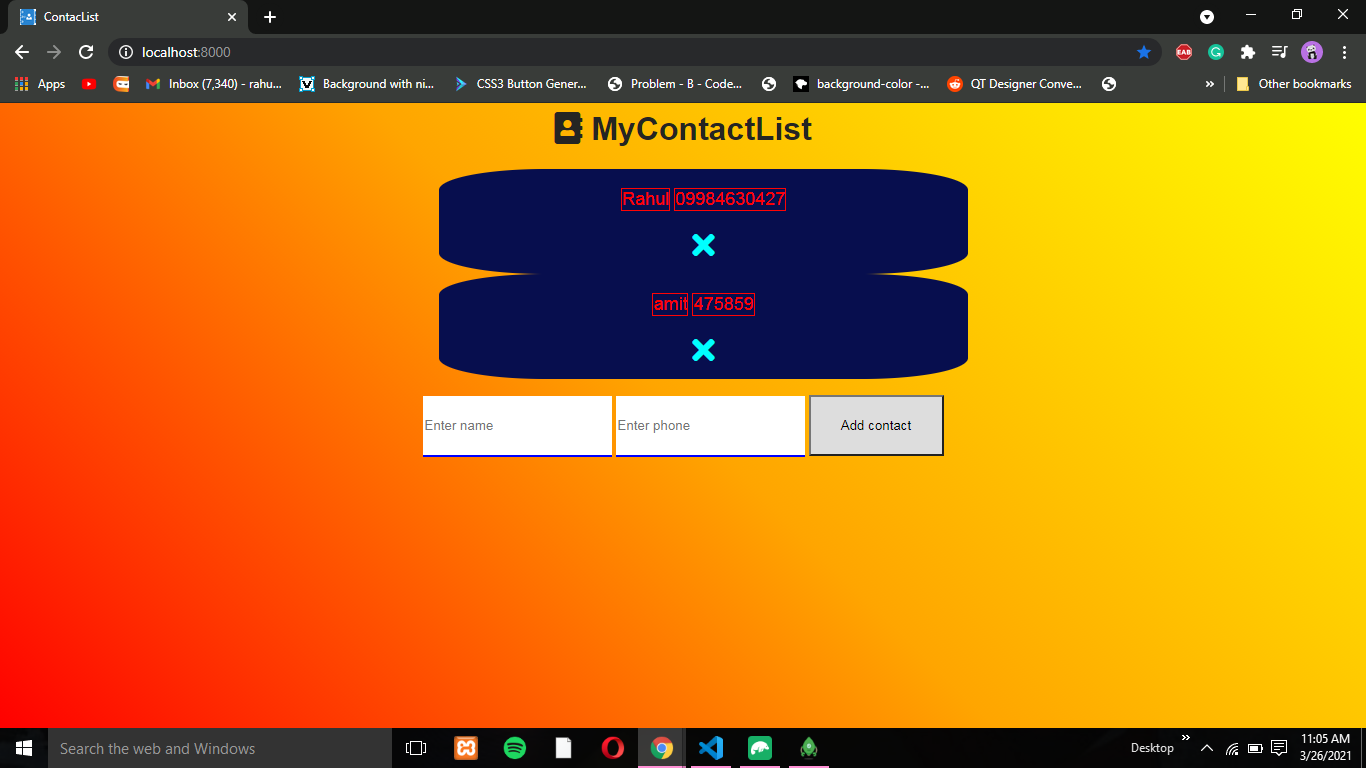 ContacList
localhost:8000
EAB
Apps Inbox (7,340) - rahu... Background with ni... CSS3 Button Gener... Problem - B - Code... background-color -... QT Designer Conve... » Other bookmarks
MyContactList
Rahul 09984630427
amit 475859
Enter name Enter phone Add contact
Search the web and Windows
Desktop » 11:05 AM
3/26/2021